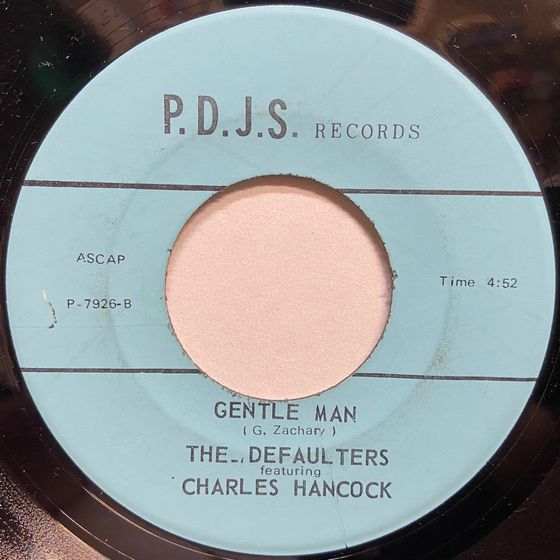 P.D.J.S. RECORDS
ASCAP
Time 4:52
P-7926-B
GENTLE MAN
( G. Zachary )
THE DEFAULTERS
featuring
CHARLES HANCOCK